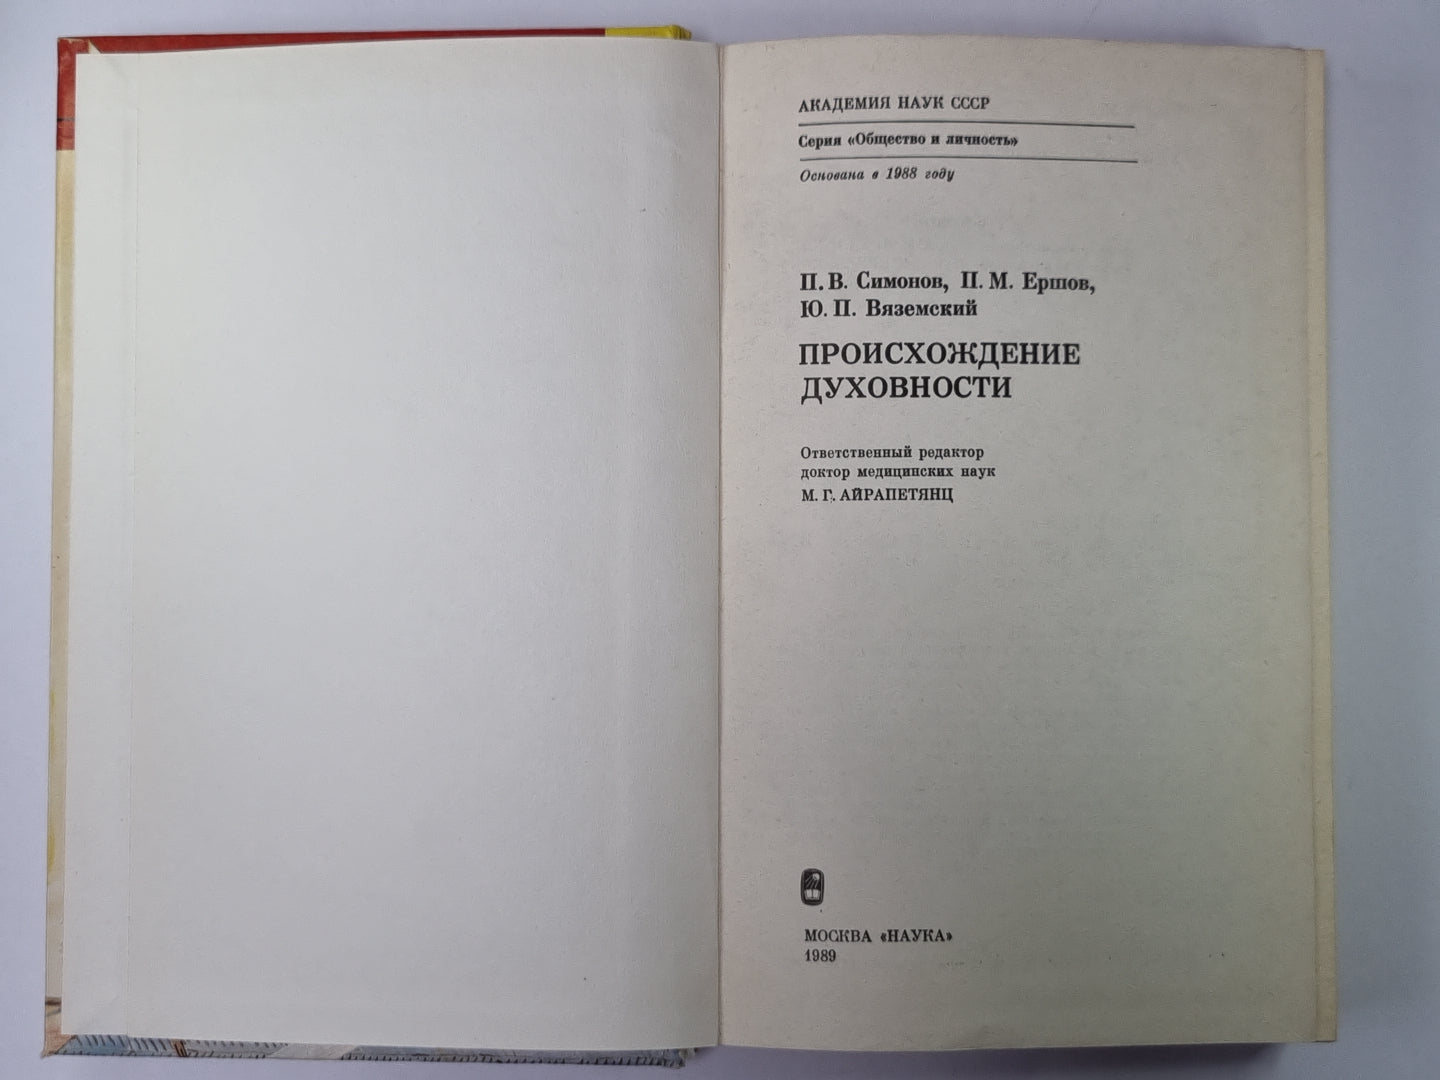 АКАДЕМИЯ НАУК СССР
Серия «Общество и личность»
Основана в 1988 году
П. В. Симонов, П. М. Ершов,
Ю. П. Вяземский
ПРОИСХОЖДЕНИЕ
ДУХОВНОСТИ
Ответственный редактор
доктор медицинских наук
М. Г. АЙРАПЕТЯНЦ
МОСКВА «НАУКА»
1989